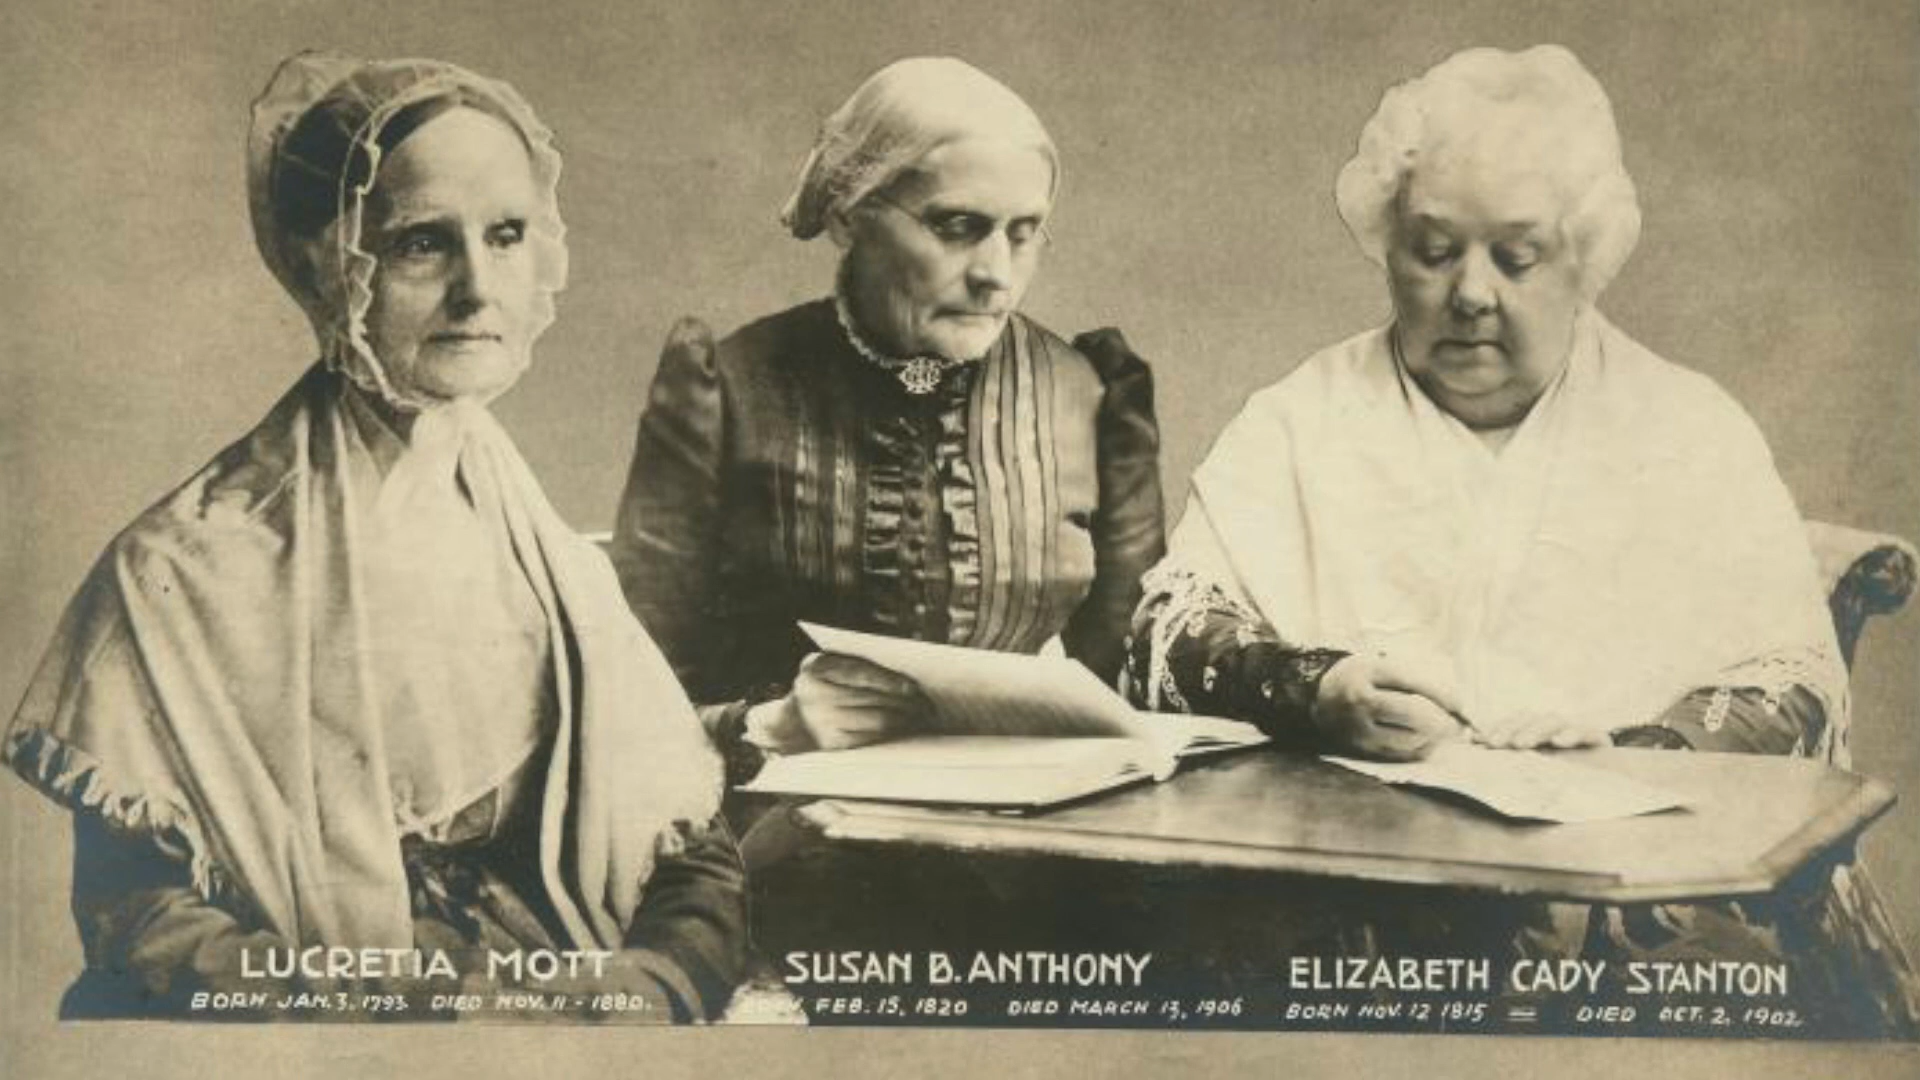 LUCRETIA MOTT
BORN JAN. 3, 1793 DIED NOV. 11 - 1880.
SUSAN B. ANTHONY
BORN FEB. 15, 1820 DIED MARCH 13, 1906
ELIZABETH CADY STANTON
BORN NOV. 12 1815 = DIED OCT. 2, 1902.